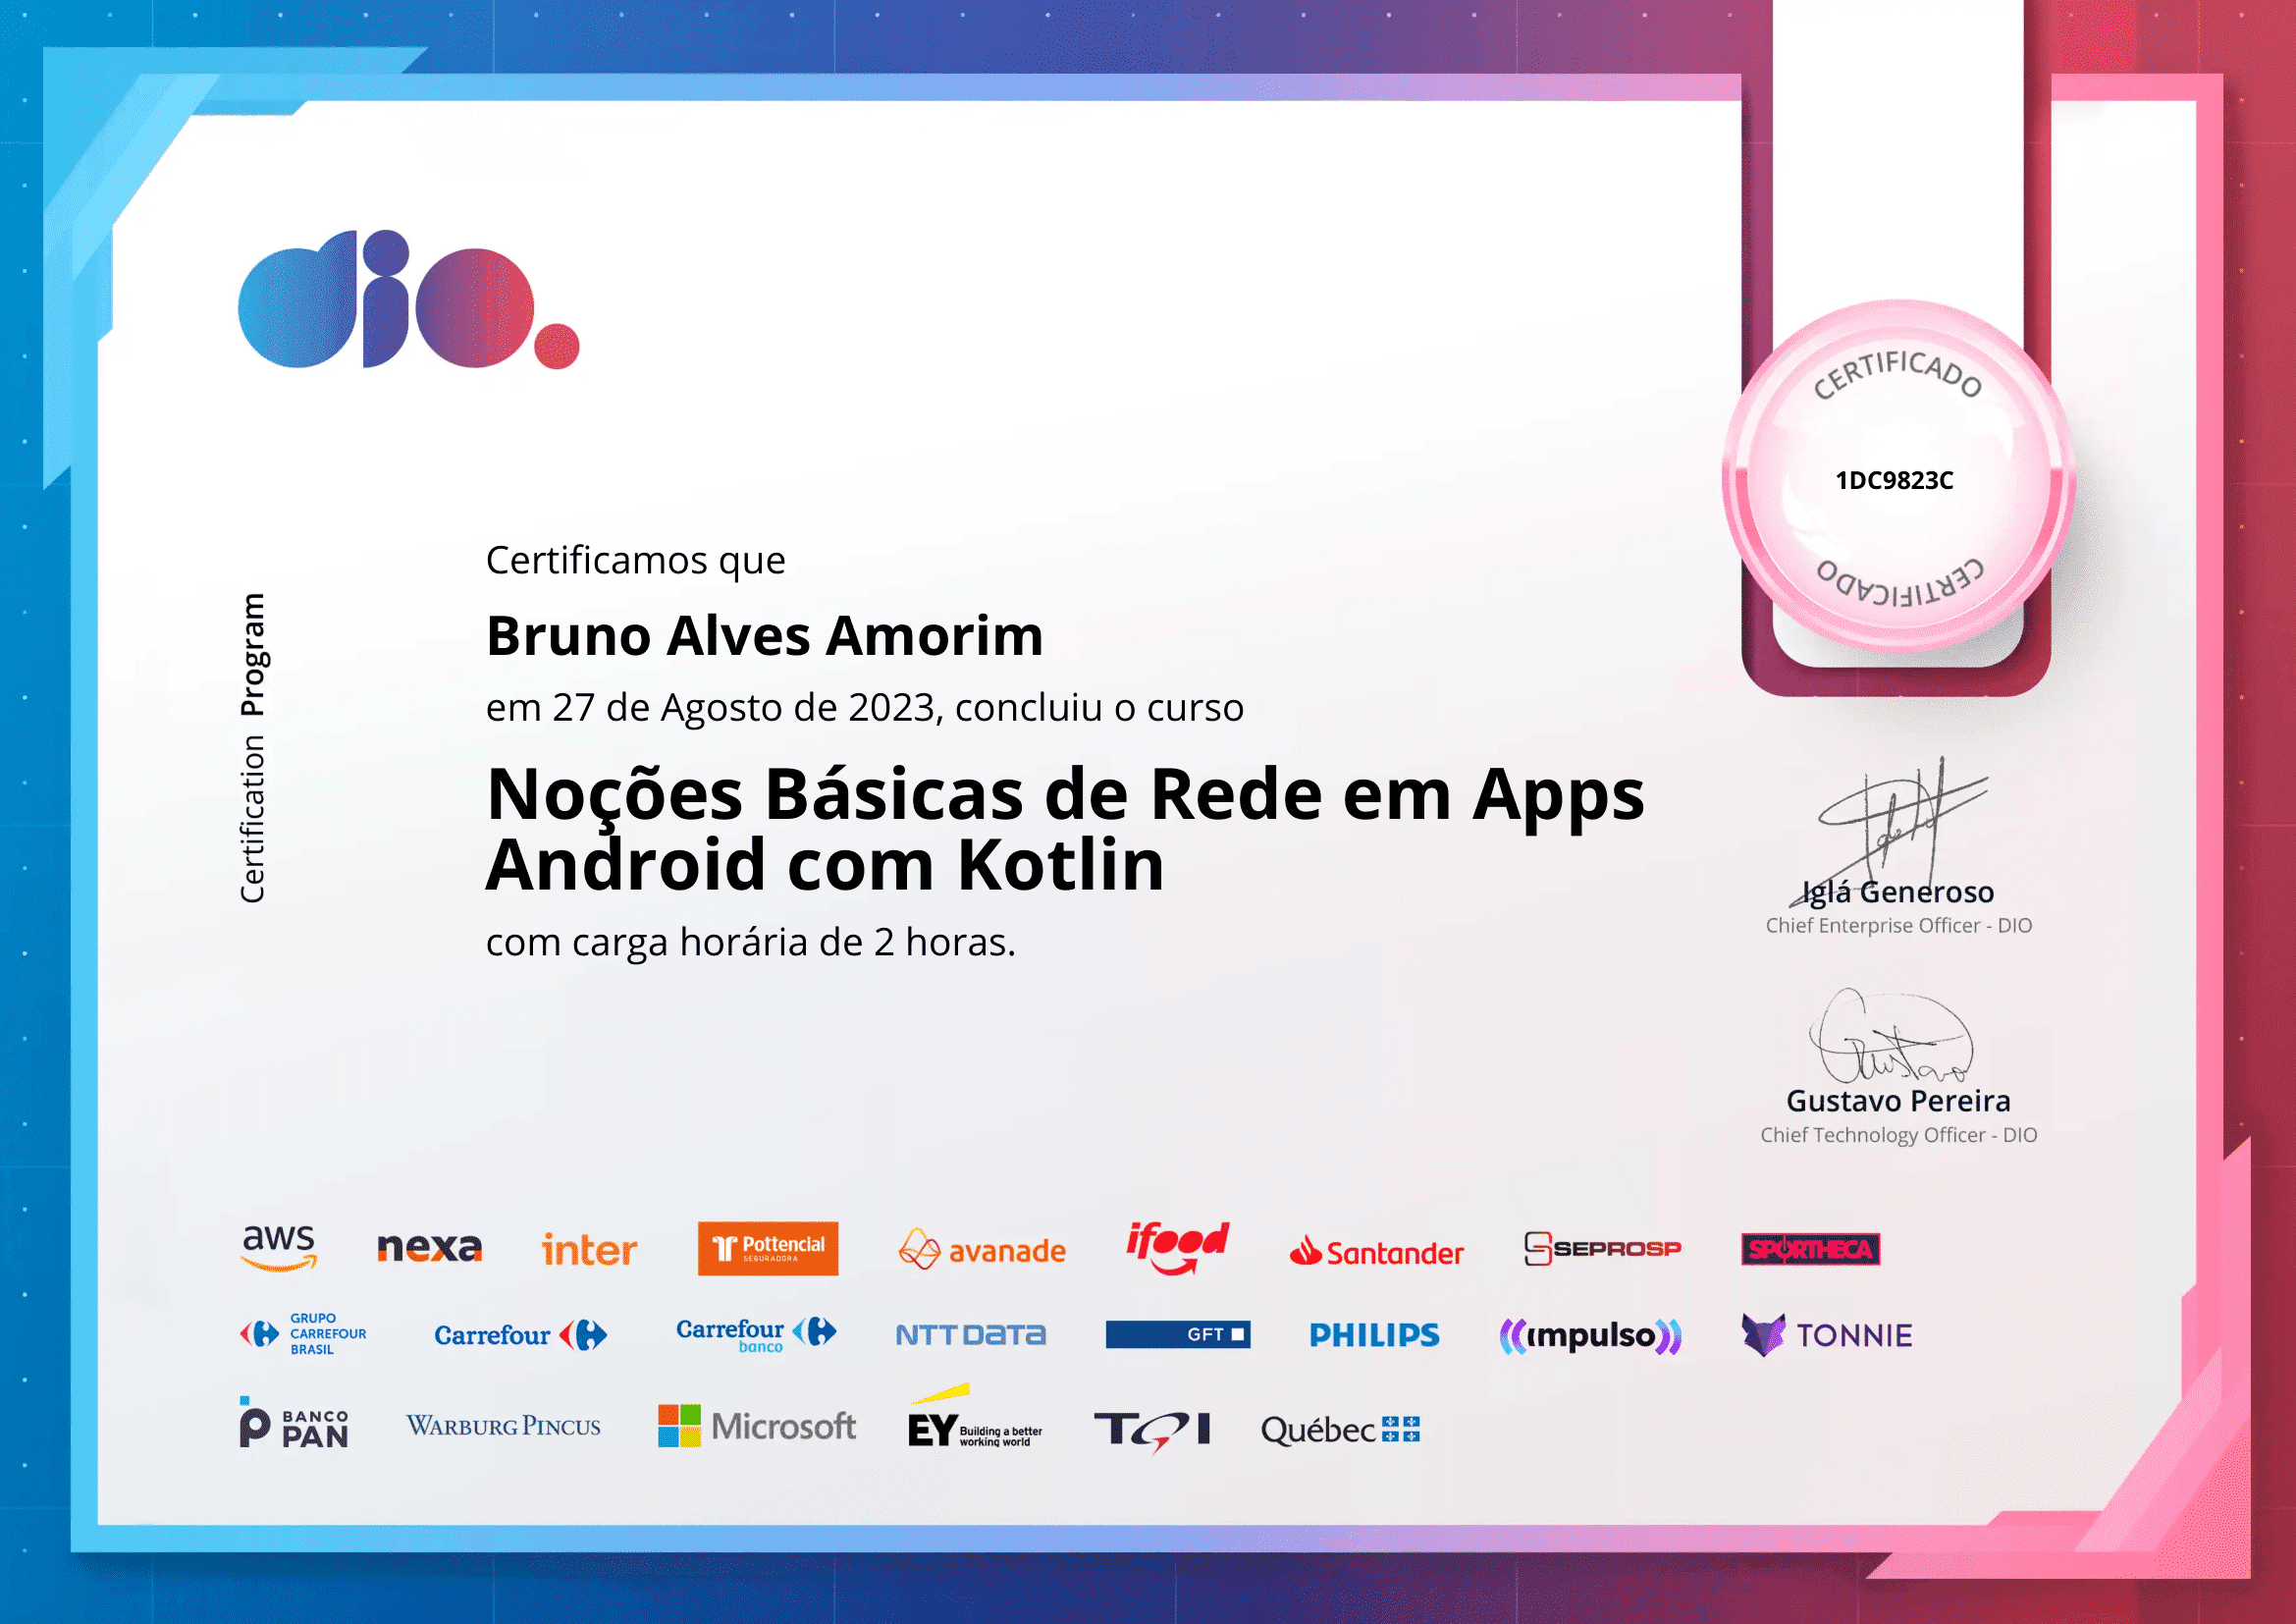 dio.
CERTIFICADO
1DC9823C
CERTIFICADO
Certification Program
Certificamos que
Bruno Alves Amorim
em 27 de Agosto de 2023, concluiu o curso
Noções Básicas de Rede em Apps
Android com Kotlin
com carga horária de 2 horas.
Iglá Generoso
Chief Enterprise Officer - DIO
Gustavo
Gustavo Pereira
Chief Technology Officer - DIO
aws nexa inter Pottencial SEGURADORA avanade ifood Santander SEPROSP SPORTHECA
GRUPO
CARREFOUR
BRASIL
Carrefour
Carrefour
banco
NTT DATA GFT PHILIPS impulso TONNIE
BANCO
PAN
WARBURG PINCUS Microsoft
EY Building a better
working world
TQI Québec